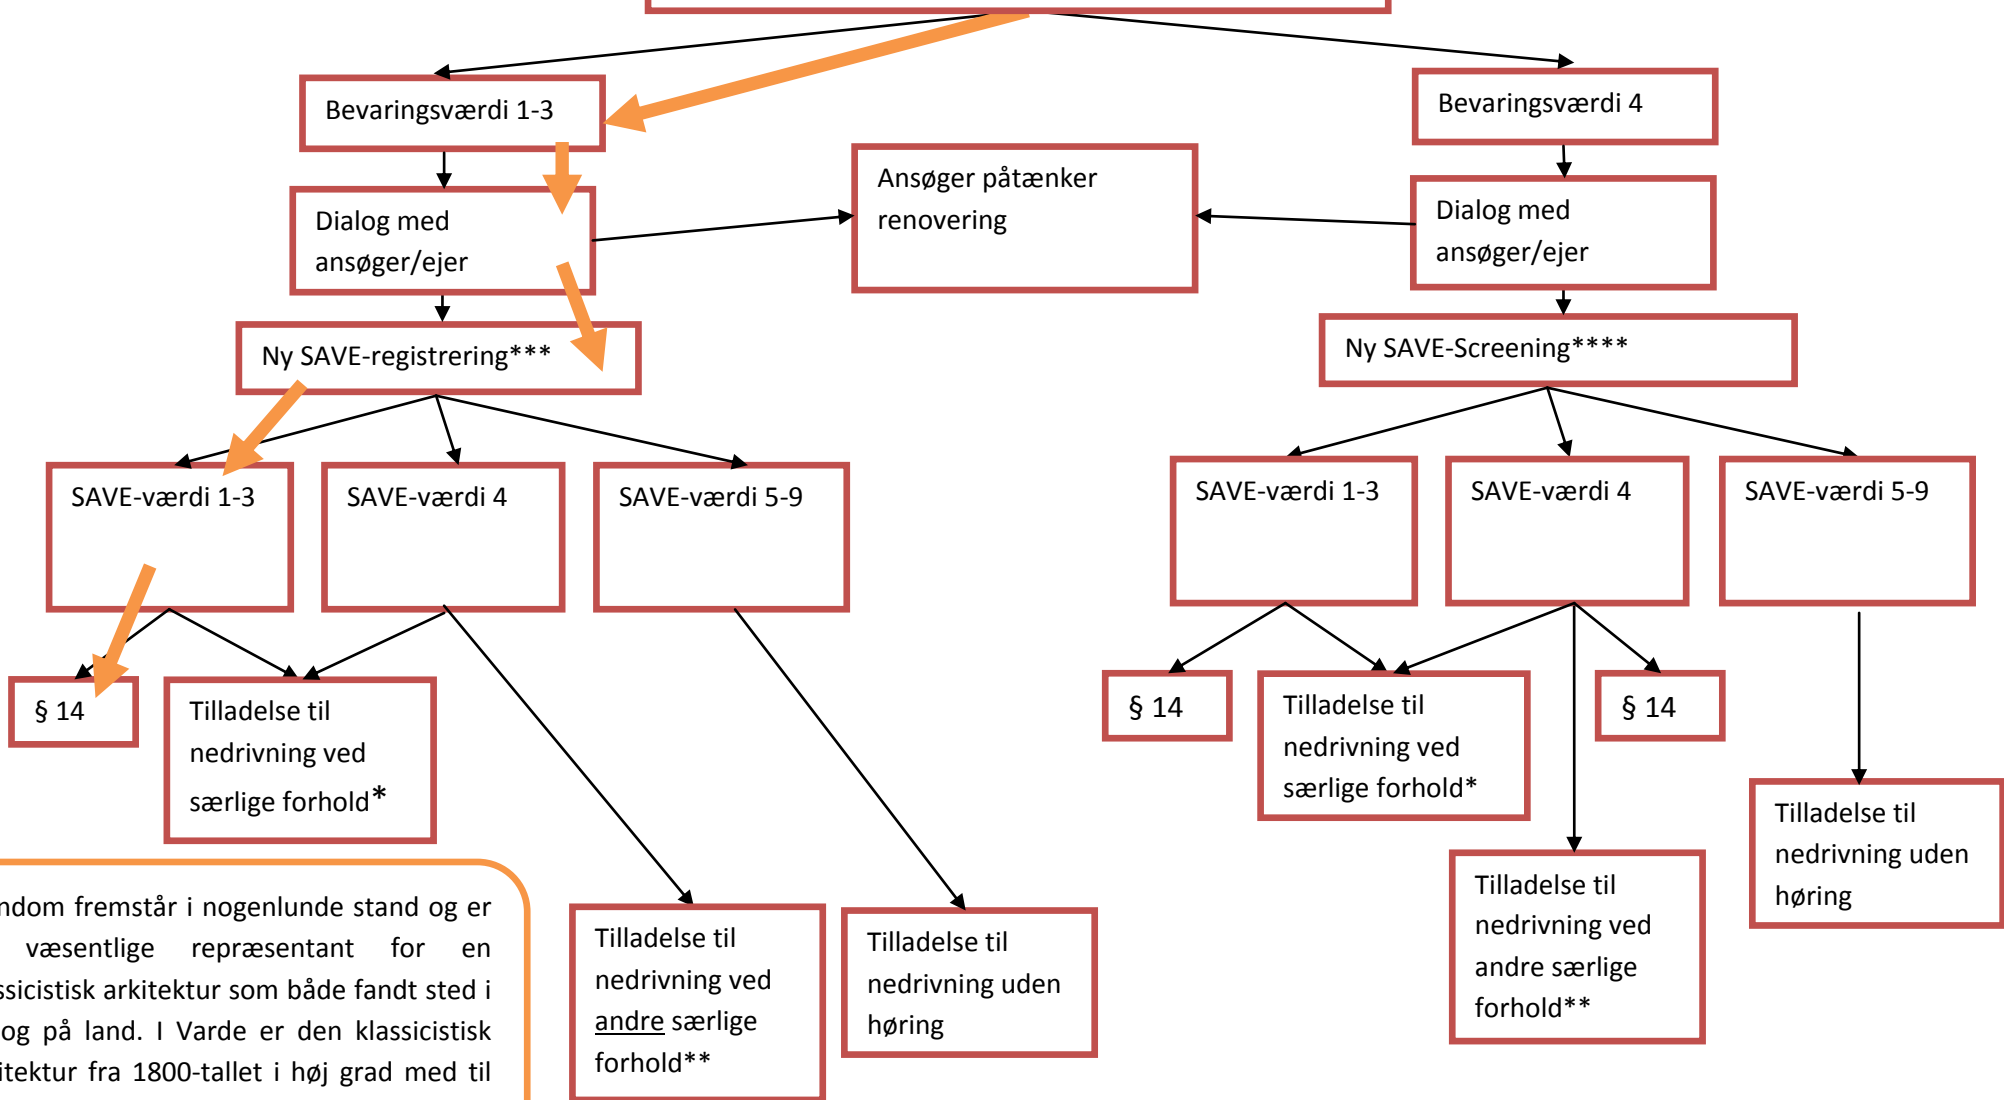 Bevaringsværdi 1-3
Bevaringsværdi 4
Ansøger påtænker
renovering
Dialog med
ansøger/ejer
Dialog med
ansøger/ejer
Ny SAVE-registrering***
Ny SAVE-Screening****
SAVE-værdi 1-3
SAVE-værdi 4
SAVE-værdi 5-9
SAVE-værdi 1-3
SAVE-værdi 4
SAVE-værdi 5-9
§ 14
Tilladelse til
nedrivning ved
særlige forhold*
§ 14
Tilladelse til
nedrivning ved
særlige forhold*
§ 14
Tilladelse til
nedrivning uden
høring
Tilladelse til
nedrivning ved
andre særlige
forhold**
Tilladelse til
nedrivning ved
andre særlige
forhold**
Tilladelse til
nedrivning uden
høring
ndom fremstår i nogenlunde stand og er
væsentlige repræsentant for en
ssicistisk arkitektur som både fandt sted i
og på land. I Varde er den klassicistisk
itektur fra 1800-tallet i høj grad med til